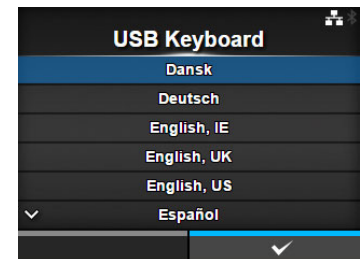 USB Keyboard
Dansk
Deutsch
English, IE
English, UK
English, US
Español